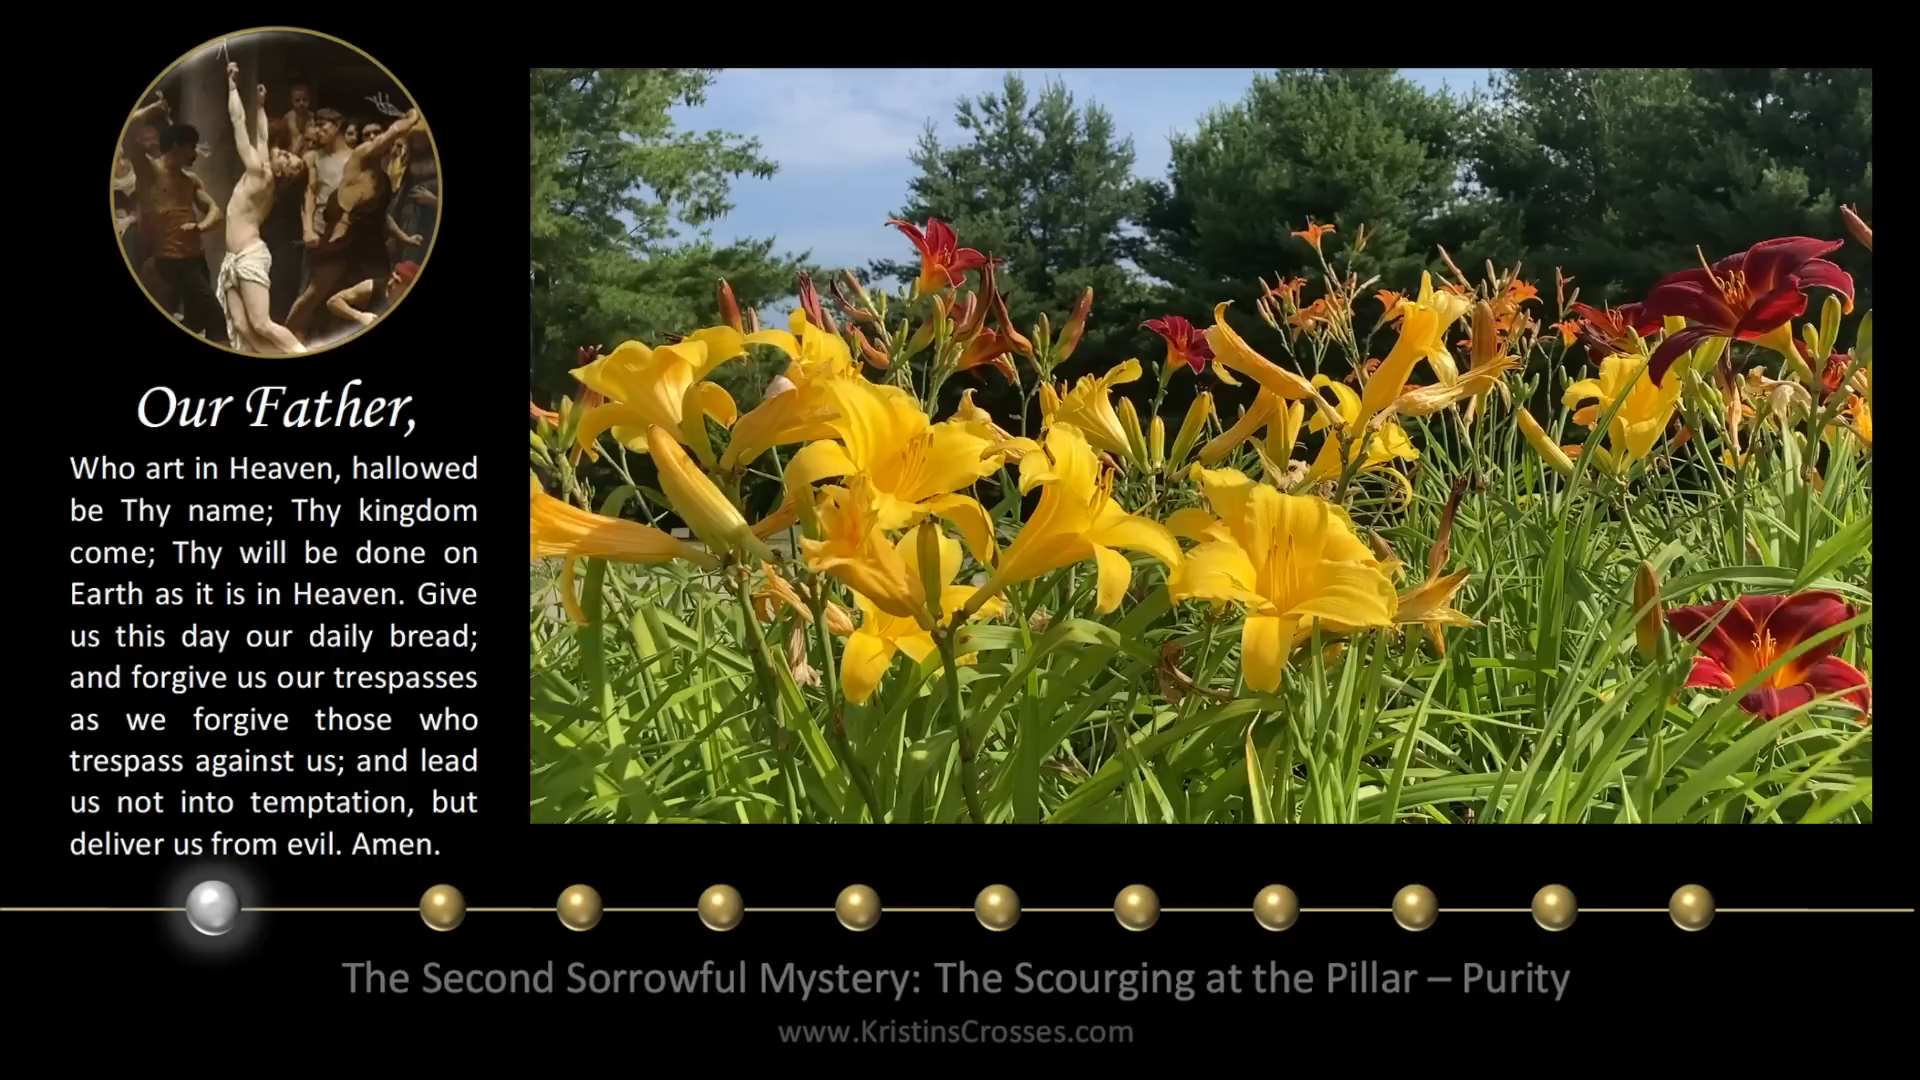 Our Father,
Who art in Heaven, hallowed
be Thy name; Thy kingdom
come; Thy will be done on
Earth as it is in Heaven. Give
us this day our daily bread;
and forgive us our trespasses
as we forgive those who
trespass against us; and lead
us not into temptation, but
deliver us from evil. Amen.
The Second Sorrowful Mystery: The Scourging at the Pillar – Purity
www.KristinsCrosses.com